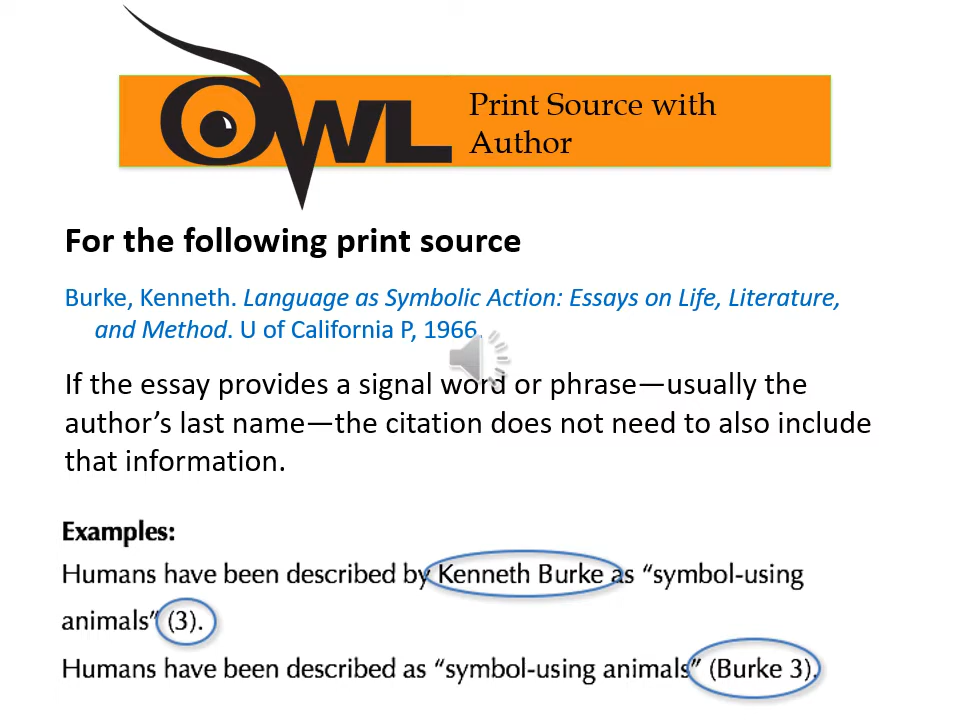 OWL
Print Source with
Author
For the following print source
Burke, Kenneth. Language as Symbolic Action: Essays on Life, Literature,
and Method. U of California P, 1966.
If the essay provides a signal word or phrase—usually the
author’s last name—the citation does not need to also include
that information.
Examples:
Humans have been described by Kenneth Burke as “symbol-using
animals” (3).
Humans have been described as “symbol-using animals” (Burke 3).